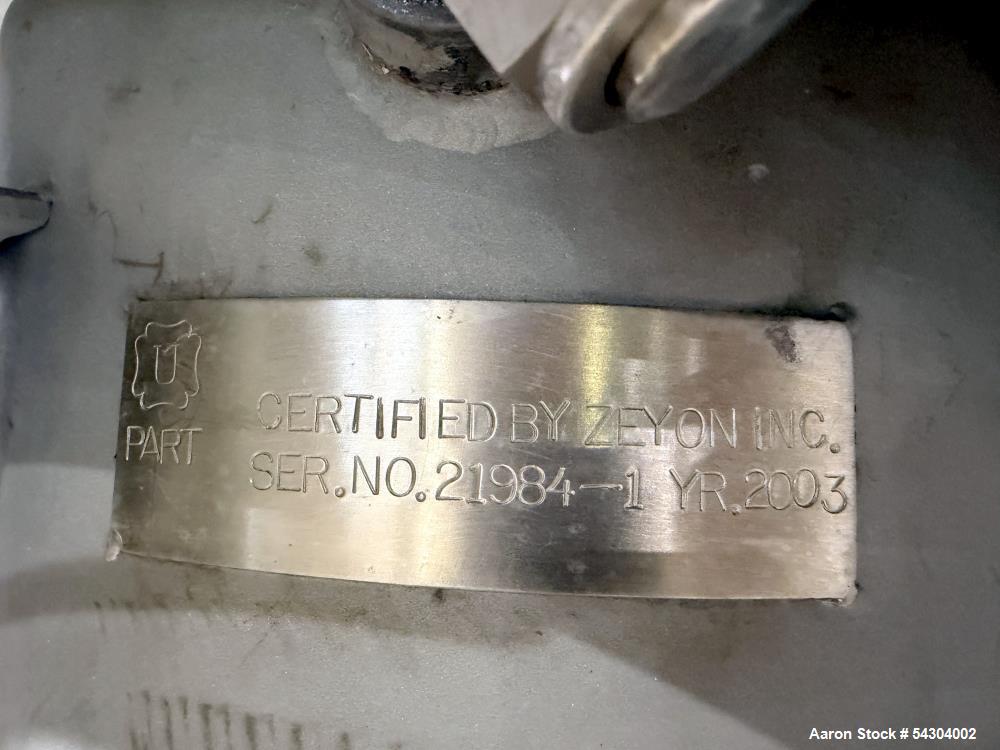 U
PART
CERTIFIED BY ZEYON INC.
SER. NO. 21984-1 YR. 2003
Aaron Stock # 54304002